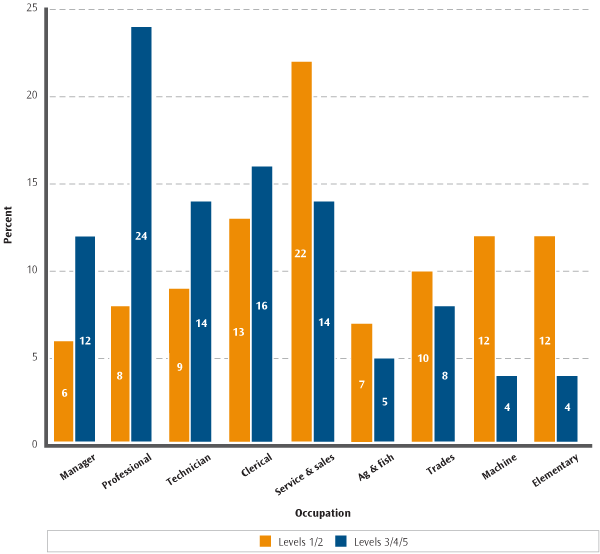 25
20
15
10
5
0
Percent
6
12
8
24
9
14
13
16
22
14
7
5
10
8
12
4
12
4
Manager
Professional
Technician
Clerical
Service & sales
Ag & fish
Trades
Machine
Elementary
Occupation
Levels 1/2 Levels 3/4/5